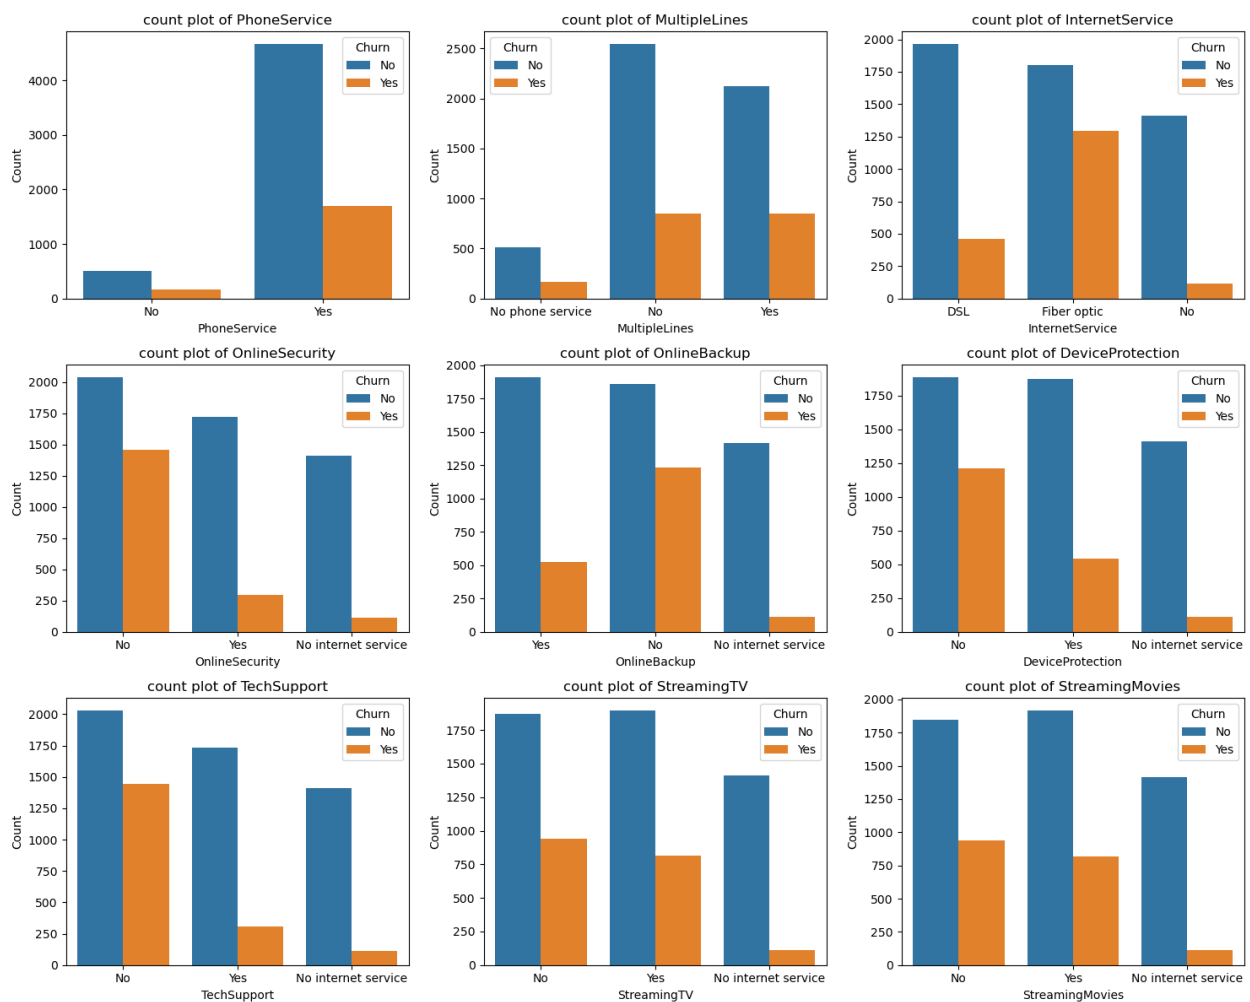 count plot of PhoneService
Count
4000
3000
2000
1000
0
Churn
No
Yes
No Yes
PhoneService
count plot of MultipleLines
Count
2500
2000
1500
1000
500
0
Churn
No
Yes
No phone service No Yes
MultipleLines
count plot of InternetService
Count
2000
1750
1500
1250
1000
750
500
250
0
Churn
No
Yes
DSL Fiber optic No
InternetService
count plot of OnlineSecurity
Count
2000
1750
1500
1250
1000
750
500
250
0
Churn
No
Yes
No Yes No internet service
OnlineSecurity
count plot of OnlineBackup
Count
2000
1750
1500
1250
1000
750
500
250
0
Churn
No
Yes
Yes No No internet service
OnlineBackup
count plot of DeviceProtection
Count
1750
1500
1250
1000
750
500
250
0
Churn
No
Yes
No Yes No internet service
DeviceProtection
count plot of TechSupport
Count
2000
1750
1500
1250
1000
750
500
250
0
Churn
No
Yes
No Yes No internet service
TechSupport
count plot of StreamingTV
Count
1750
1500
1250
1000
750
500
250
0
Churn
No
Yes
No Yes No internet service
StreamingTV
count plot of StreamingMovies
Count
2000
1750
1500
1250
1000
750
500
250
0
Churn
No
Yes
No Yes No internet service
StreamingMovies